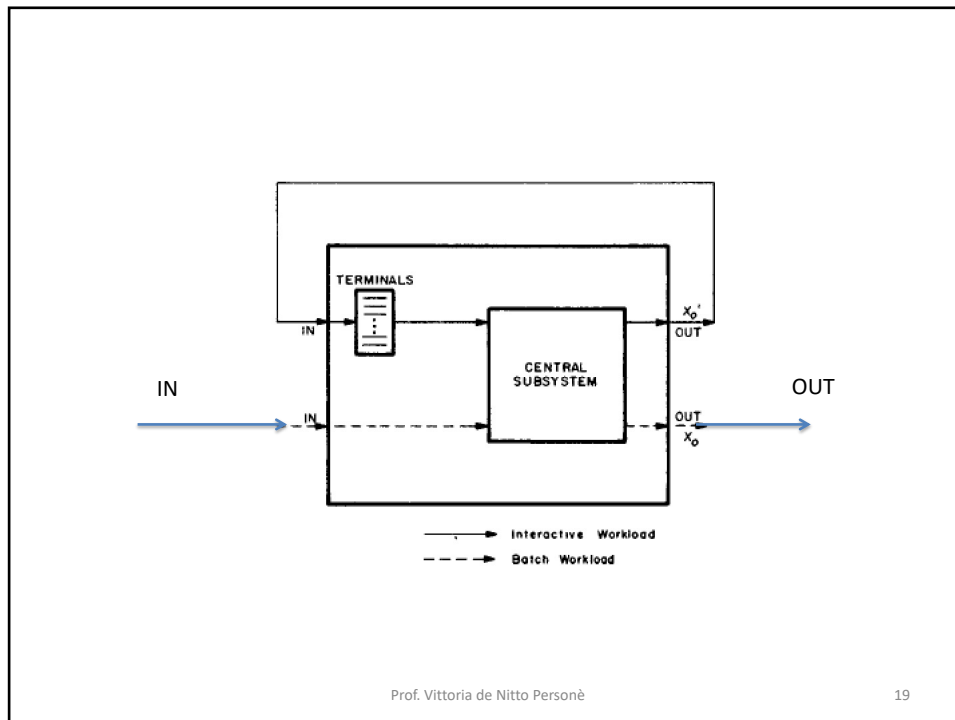 TERMINALS
IN
X₀'
OUT
CENTRAL
SUBSYSTEM
IN
OUT
IN
OUT
X₀
Interactive Workload
Batch Workload
Prof. Vittoria de Nitto Personè
19